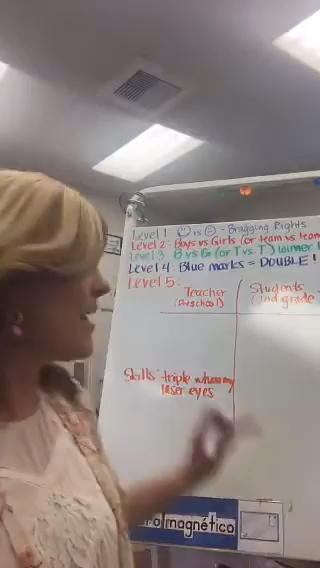 Level 1: ☺ vs ☹ - Bragging Rights
Level 2: Boys vs Girls (or team vs team
Level 3: B vs G (or T vs. T) winner
Level 4: Blue marks = DOUBLE!
Level 5:
Teacher Students
(Preschool) (2nd grade
Skills: triple whammy
laser eyes
magnético